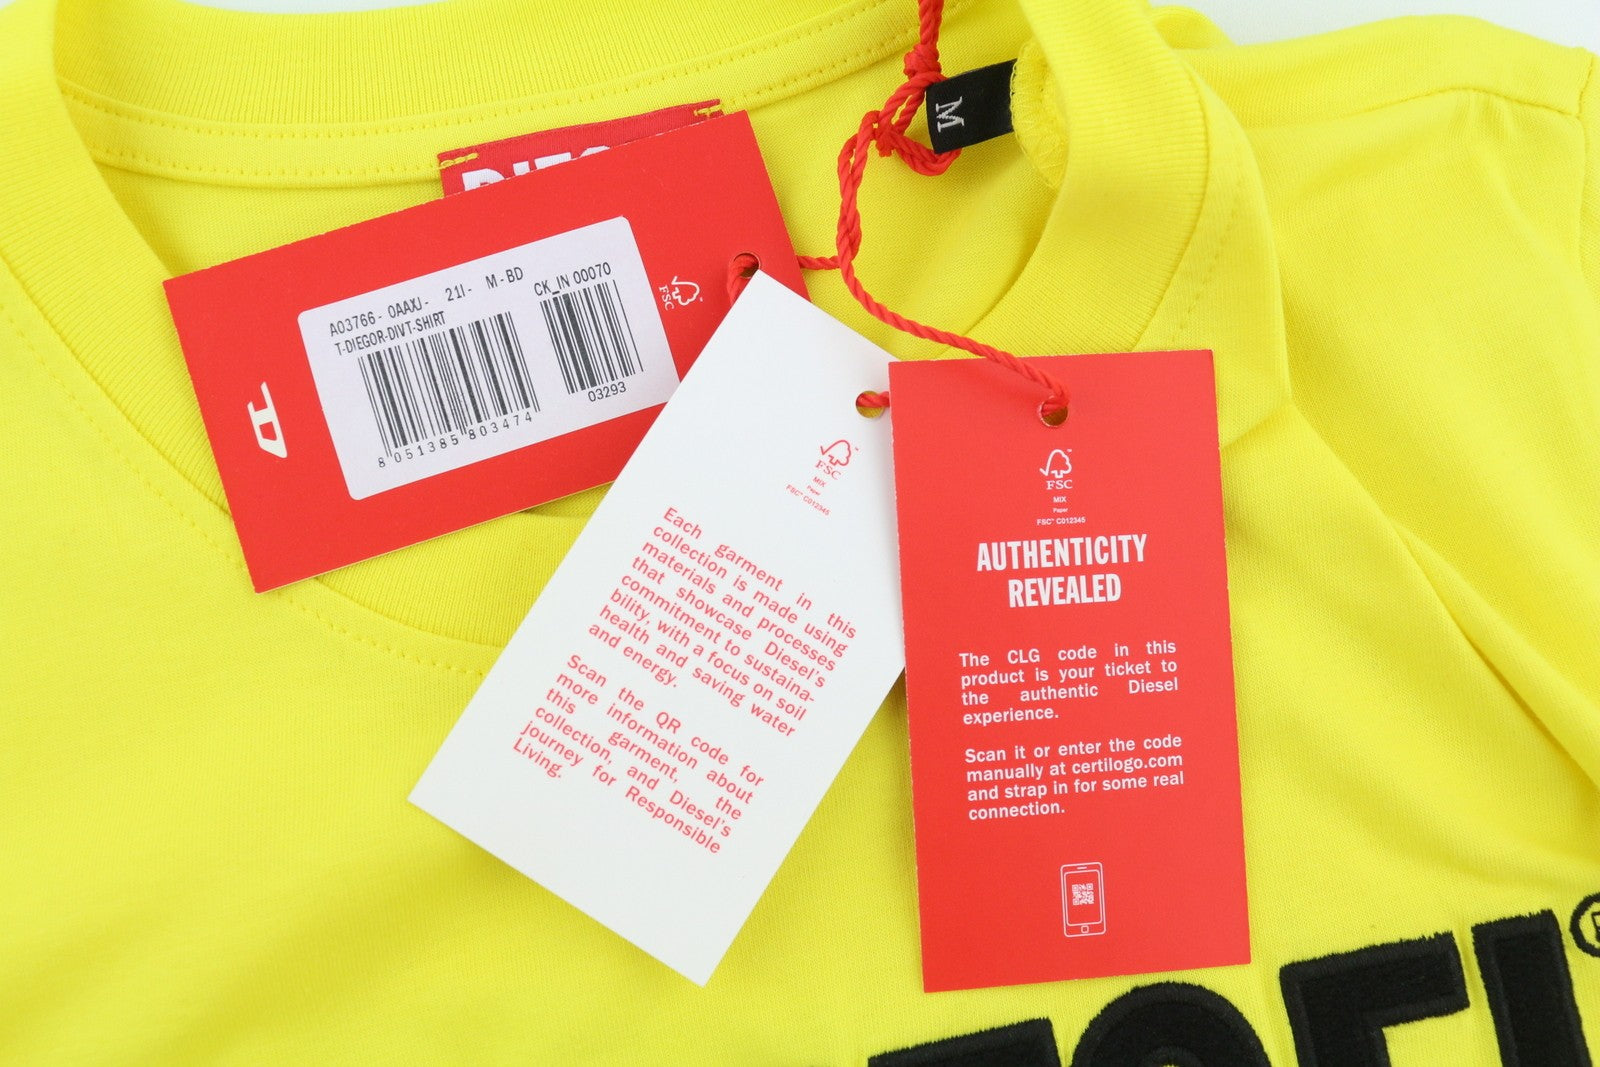 M
A03766 - 0AAXJ - 21I - M - BD
T-DIEGOR-DIVT-SHIRT
CK_IN 00070
8 051385 803474
03293
FSC
FSC
MIX
Paper
FSC™ C012345
Each garment in this
collection is made using
materials and processes
that showcase Diesel's
commitment to sustaina-
bility, with a focus on soil
health and saving water
and energy.
Scan the QR code for
more information about
this garment, the
collection, and Diesel's
journey for Responsible
Living.
FSC
MIX
Paper
FSC™ C012345
AUTHENTICITY
REVEALED
The CLG code in this
product is your ticket to
the authentic Diesel
experience.
Scan it or enter the code
manually at certilogo.com
and strap in for some real
connection.